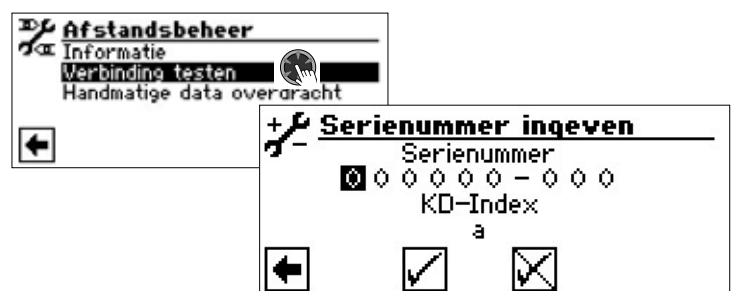 Afstandsbeheer
Informatie
Verbinding testen
Handmatige data overdracht
Serienummer ingeven
Serienummer
0 0 0 0 0 0 - 0 0 0
KD-Index
a